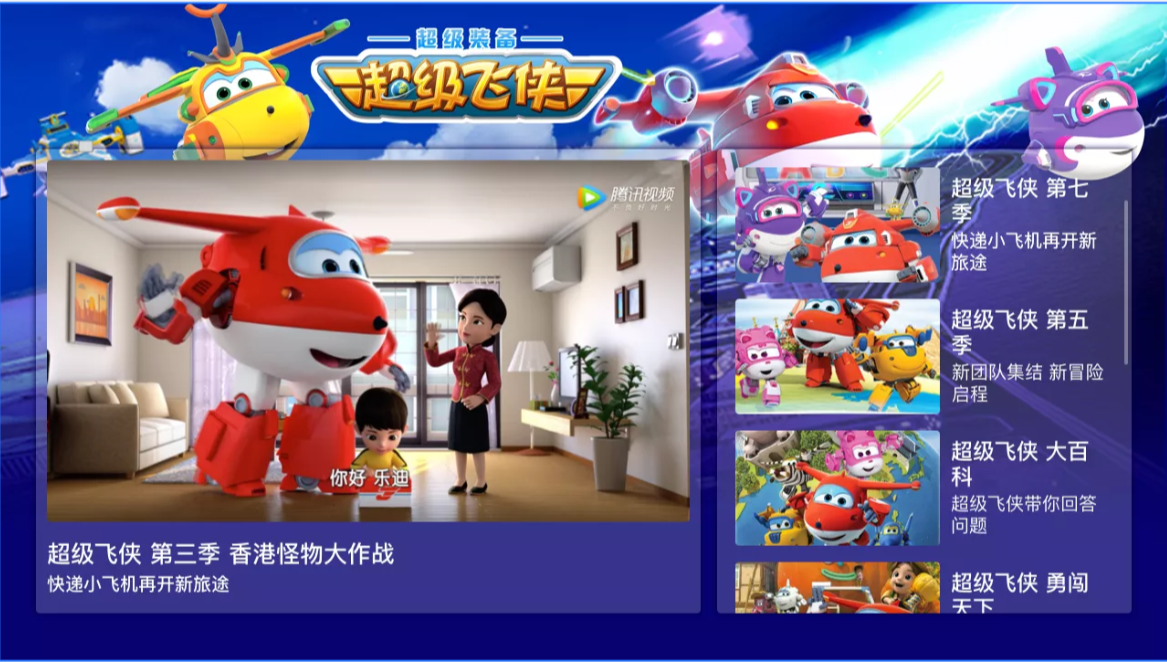 超级装备
超级飞侠
腾讯视频
你好 乐迪
超级飞侠 第三季 香港怪物大作战
快递小飞机再开新旅途
超级飞侠 第七
季
快递小飞机再开新
旅途
超级飞侠 第五
季
新团队集结 新冒险
启程
超级飞侠 大百
科
超级飞侠带你回答
问题
超级飞侠 勇闯
天下